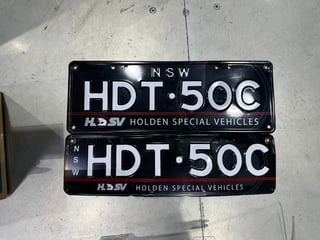 NSW
HDT·50C
HSV HOLDEN SPECIAL VEHICLES
NSW HDT·50C
HSV HOLDEN SPECIAL VEHICLES